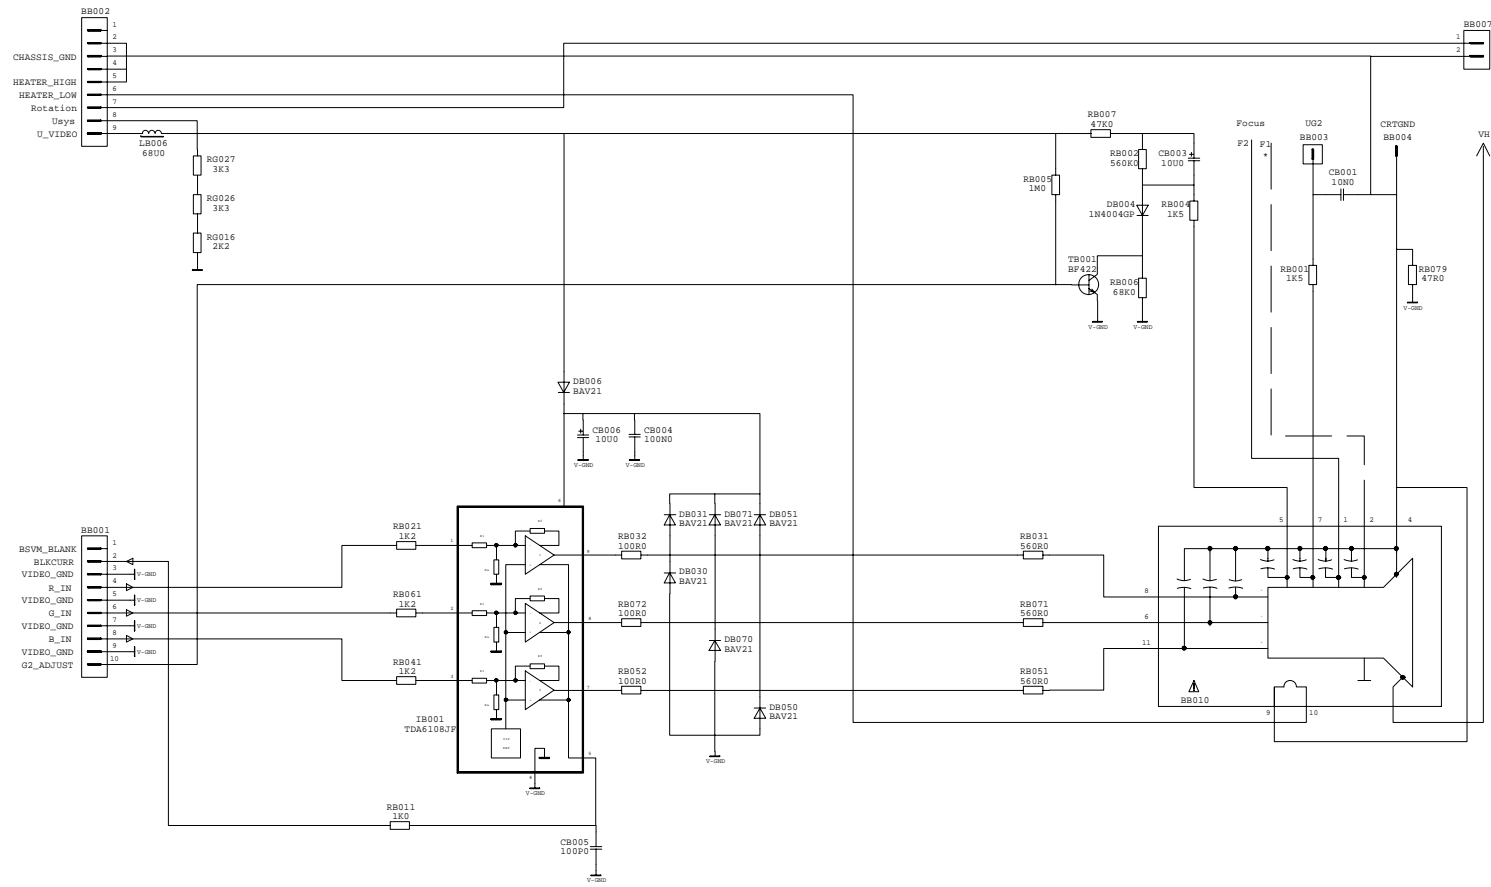 BB002
1
2
CHASSIS_GND 3
4
HEATER_HIGH 5
HEATER_LOW 6
Rotation 7
Usys 8
U_VIDEO 9
LB006
68U0
RG027
3K3
RG026
3K3
RG016
2K2
BB007
1
2
RB007
47K0
RB002
560K0
CB003
10U0
RB005
1M0
DB004
1N4004GP
RB004
1K5
TB001
BF422
RB006
68K0
V-GND
V-GND
Focus
F2 F1
*
UG2
BB003
CRTGND
BB004
VH
CB001
10N0
RB001
1K5
RB079
47R0
V-GND
DB006
BAV21
CB006
10U0
CB004
100N0
V-GND
V-GND
BB001
BSVM_BLANK 1
BLKCURR 2
VIDEO_GND 3 V-GND
R_IN 4
VIDEO_GND 5 V-GND
G_IN 6
VIDEO_GND 7 V-GND
B_IN 8
VIDEO_GND 9 V-GND
G2_ADJUST 10
RB021
1K2
RB061
1K2
RB041
1K2
IB001
TDA6108JF
1
2
3
V-GND
RB032
100R0
RB072
100R0
RB052
100R0
DB031
BAV21
DB071
BAV21
DB051
BAV21
DB030
BAV21
DB070
BAV21
DB050
BAV21
V-GND
RB031
560R0
RB071
560R0
RB051
560R0
5
7
1
2
4
8
6
11
9
10
BB010
RB011
1K0
CB005
100P0
V-GND